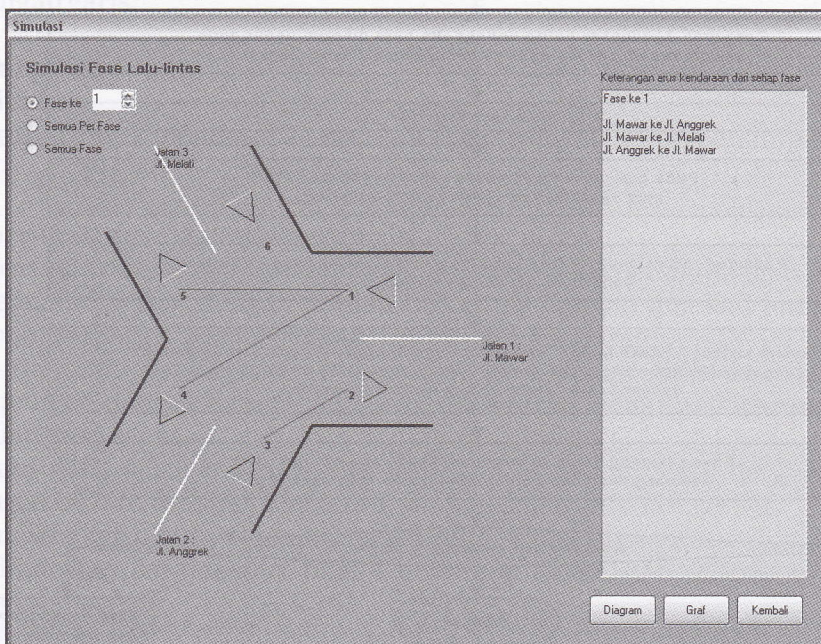 Simulasi
Simulasi Fase Lalu-lintas
Fase ke 1
Semua Per Fase
Semua Fase
Jalan 3
Jl. Melati
6
5
1
Jalan 1 :
Jl. Mawar
4
2
3
Jalan 2 :
Jl. Anggrek
Keterangan arus kendaraan dari setiap fase
Fase ke 1
Jl. Mawar ke Jl. Anggrek
Jl. Mawar ke Jl. Melati
Jl. Anggrek ke Jl. Mawar
Diagram
Graf
Kembali